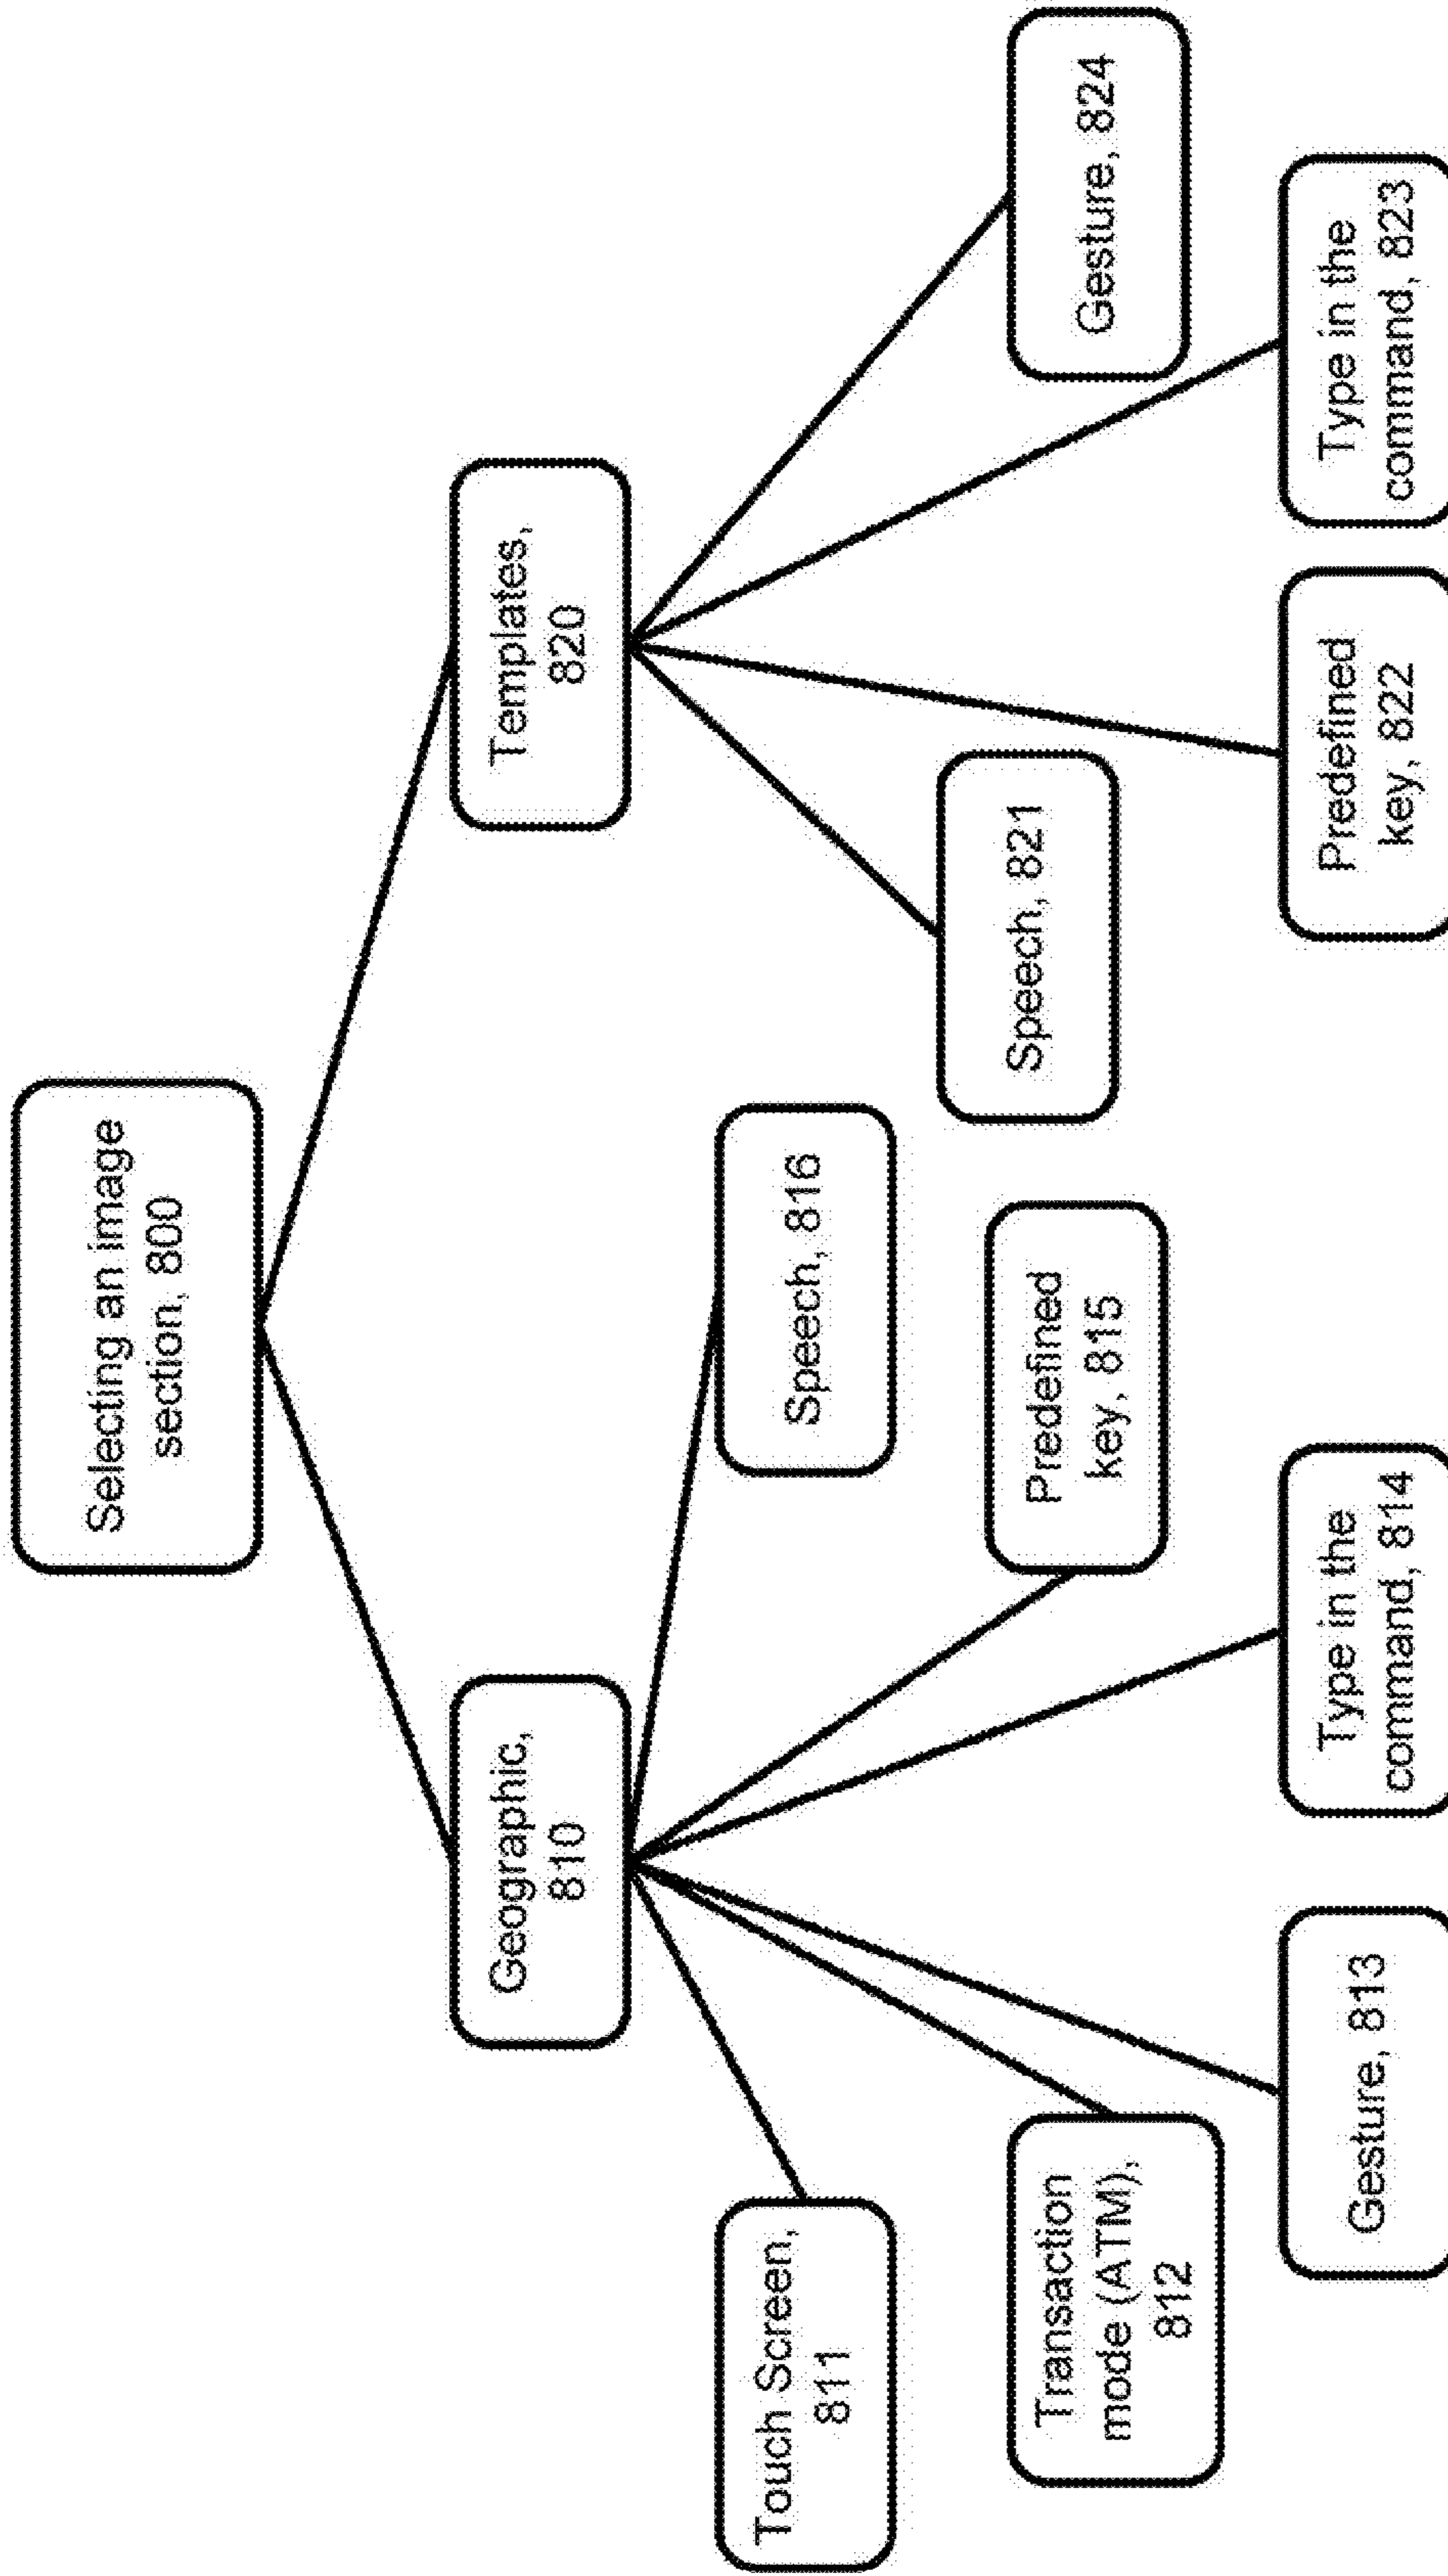 Selecting an image
section, 800
Geographic,
810
Templates,
820
Touch Screen,
811
Transaction
mode (ATM),
812
Gesture, 813
Type in the
command, 814
Predefined
key, 815
Speech, 816
Speech, 821
Predefined
key, 822
Type in the
command, 823
Gesture, 824